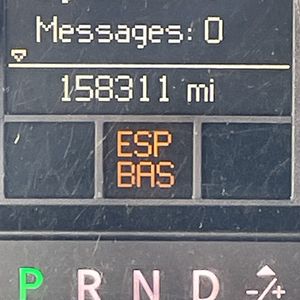 Messages: 0
158311 mi
ESP
BAS
P R N D -/+